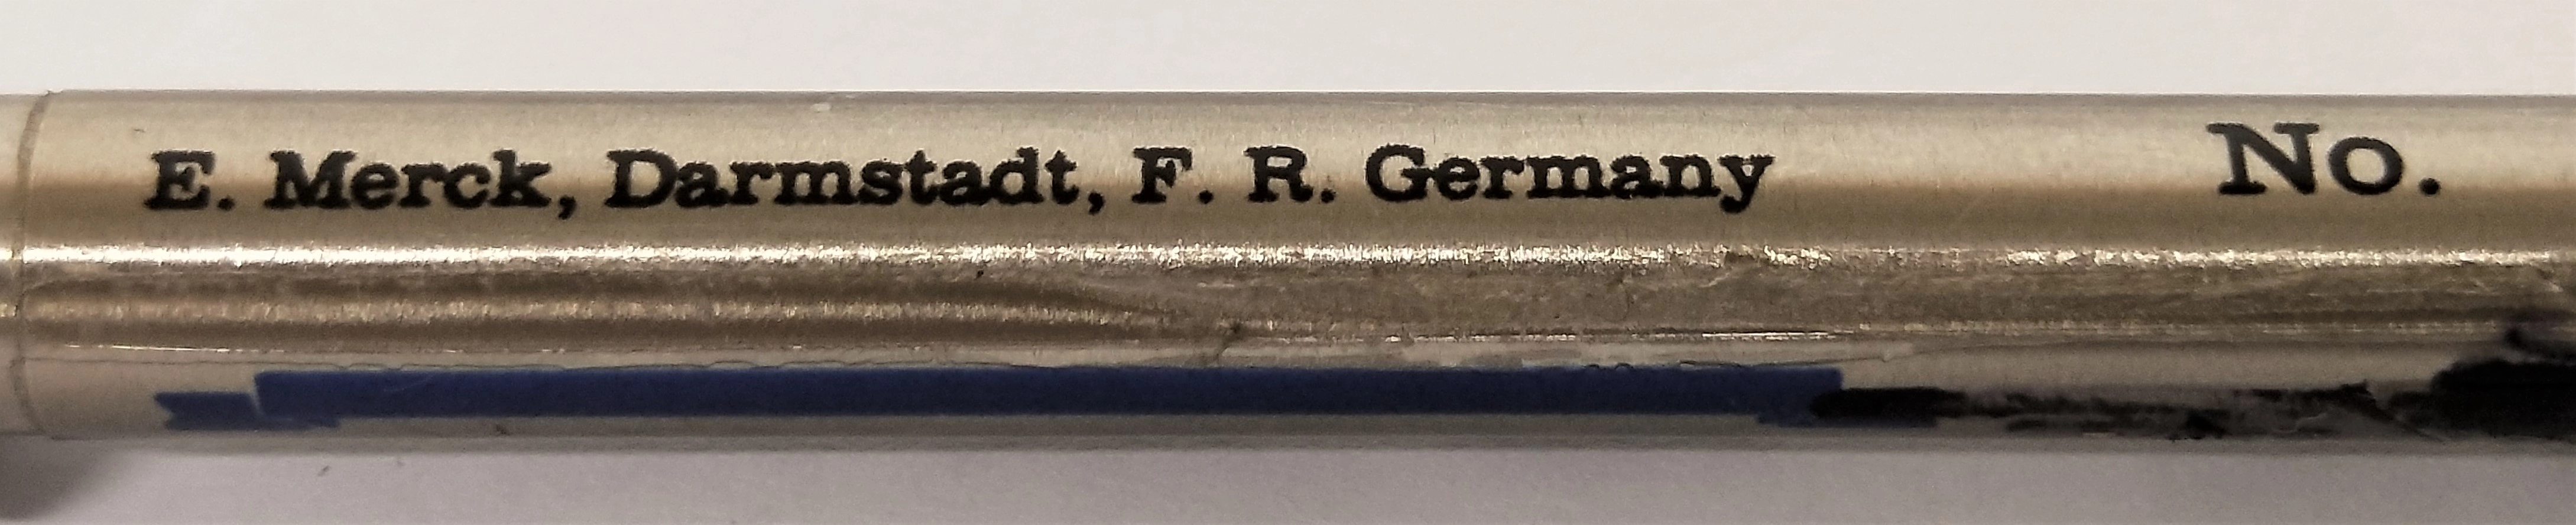 E. Merck, Darmstadt, F. R. Germany No.